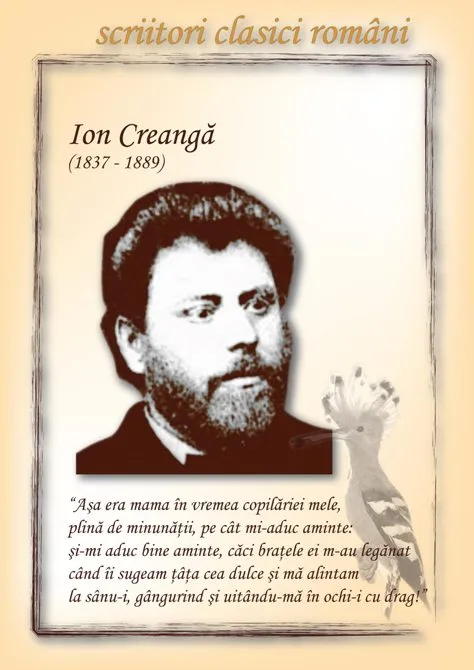 scriitori clasici români
Ion Creangă
(1837 - 1889)
“Aşa era mama în vremea copilăriei mele,
plină de minunăţii, pe cât mi-aduc aminte:
şi-mi aduc bine aminte, căci braţele ei m-au legănat
când îi sugeam ţâţa cea dulce şi mă alintam
la sânu-i, gângurind şi uitându-mă în ochi-i cu drag!”